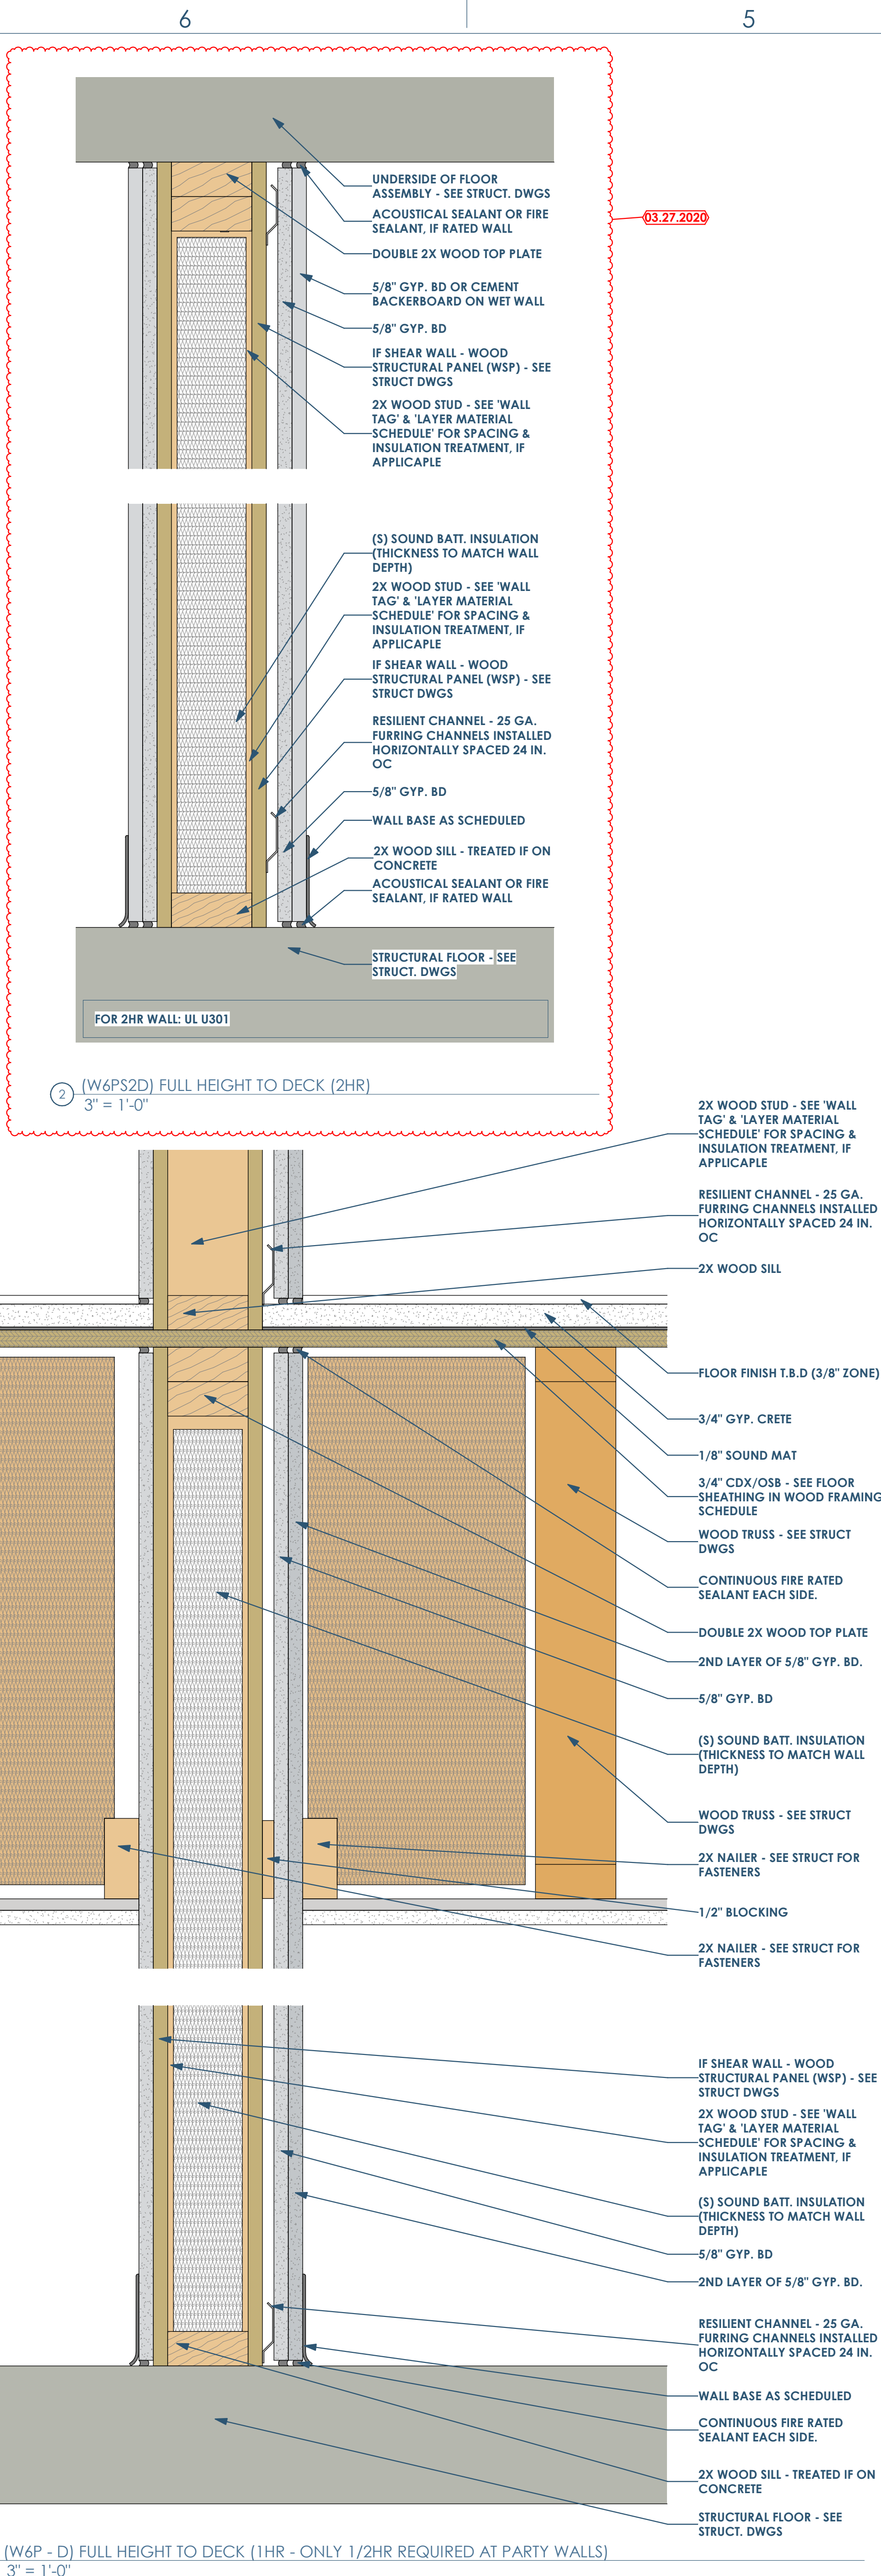 6
5
UNDERSIDE OF FLOOR
ASSEMBLY - SEE STRUCT. DWGS
ACOUSTICAL SEALANT OR FIRE
SEALANT, IF RATED WALL
03.27.2020
DOUBLE 2X WOOD TOP PLATE
5/8" GYP. BD OR CEMENT
BACKERBOARD ON WET WALL
5/8" GYP. BD
IF SHEAR WALL - WOOD
STRUCTURAL PANEL (WSP) - SEE
STRUCT DWGS
2X WOOD STUD - SEE 'WALL
TAG' & 'LAYER MATERIAL
SCHEDULE' FOR SPACING &
INSULATION TREATMENT, IF
APPLICAPLE
(S) SOUND BATT. INSULATION
(THICKNESS TO MATCH WALL
DEPTH)
2X WOOD STUD - SEE 'WALL
TAG' & 'LAYER MATERIAL
SCHEDULE' FOR SPACING &
INSULATION TREATMENT, IF
APPLICAPLE
IF SHEAR WALL - WOOD
STRUCTURAL PANEL (WSP) - SEE
STRUCT DWGS
RESILIENT CHANNEL - 25 GA.
FURRING CHANNELS INSTALLED
HORIZONTALLY SPACED 24 IN.
OC
5/8" GYP. BD
WALL BASE AS SCHEDULED
2X WOOD SILL - TREATED IF ON
CONCRETE
ACOUSTICAL SEALANT OR FIRE
SEALANT, IF RATED WALL
STRUCTURAL FLOOR - SEE
STRUCT. DWGS
FOR 2HR WALL: UL U301
2
(W6PS2D) FULL HEIGHT TO DECK (2HR)
3" = 1'-0"
2X WOOD STUD - SEE 'WALL
TAG' & 'LAYER MATERIAL
SCHEDULE' FOR SPACING &
INSULATION TREATMENT, IF
APPLICAPLE
RESILIENT CHANNEL - 25 GA.
FURRING CHANNELS INSTALLED
HORIZONTALLY SPACED 24 IN.
OC
2X WOOD SILL
FLOOR FINISH T.B.D (3/8" ZONE)
3/4" GYP. CRETE
1/8" SOUND MAT
3/4" CDX/OSB - SEE FLOOR
SHEATHING IN WOOD FRAMING
SCHEDULE
WOOD TRUSS - SEE STRUCT
DWGS
CONTINUOUS FIRE RATED
SEALANT EACH SIDE.
DOUBLE 2X WOOD TOP PLATE
2ND LAYER OF 5/8" GYP. BD.
5/8" GYP. BD
(S) SOUND BATT. INSULATION
(THICKNESS TO MATCH WALL
DEPTH)
WOOD TRUSS - SEE STRUCT
DWGS
2X NAILER - SEE STRUCT FOR
FASTENERS
1/2" BLOCKING
2X NAILER - SEE STRUCT FOR
FASTENERS
IF SHEAR WALL - WOOD
STRUCTURAL PANEL (WSP) - SEE
STRUCT DWGS
2X WOOD STUD - SEE 'WALL
TAG' & 'LAYER MATERIAL
SCHEDULE' FOR SPACING &
INSULATION TREATMENT, IF
APPLICAPLE
(S) SOUND BATT. INSULATION
(THICKNESS TO MATCH WALL
DEPTH)
5/8" GYP. BD
2ND LAYER OF 5/8" GYP. BD.
RESILIENT CHANNEL - 25 GA.
FURRING CHANNELS INSTALLED
HORIZONTALLY SPACED 24 IN.
OC
WALL BASE AS SCHEDULED
CONTINUOUS FIRE RATED
SEALANT EACH SIDE.
2X WOOD SILL - TREATED IF ON
CONCRETE
STRUCTURAL FLOOR - SEE
STRUCT. DWGS
(W6P - D) FULL HEIGHT TO DECK (1HR - ONLY 1/2HR REQUIRED AT PARTY WALLS)
3" = 1'-0"